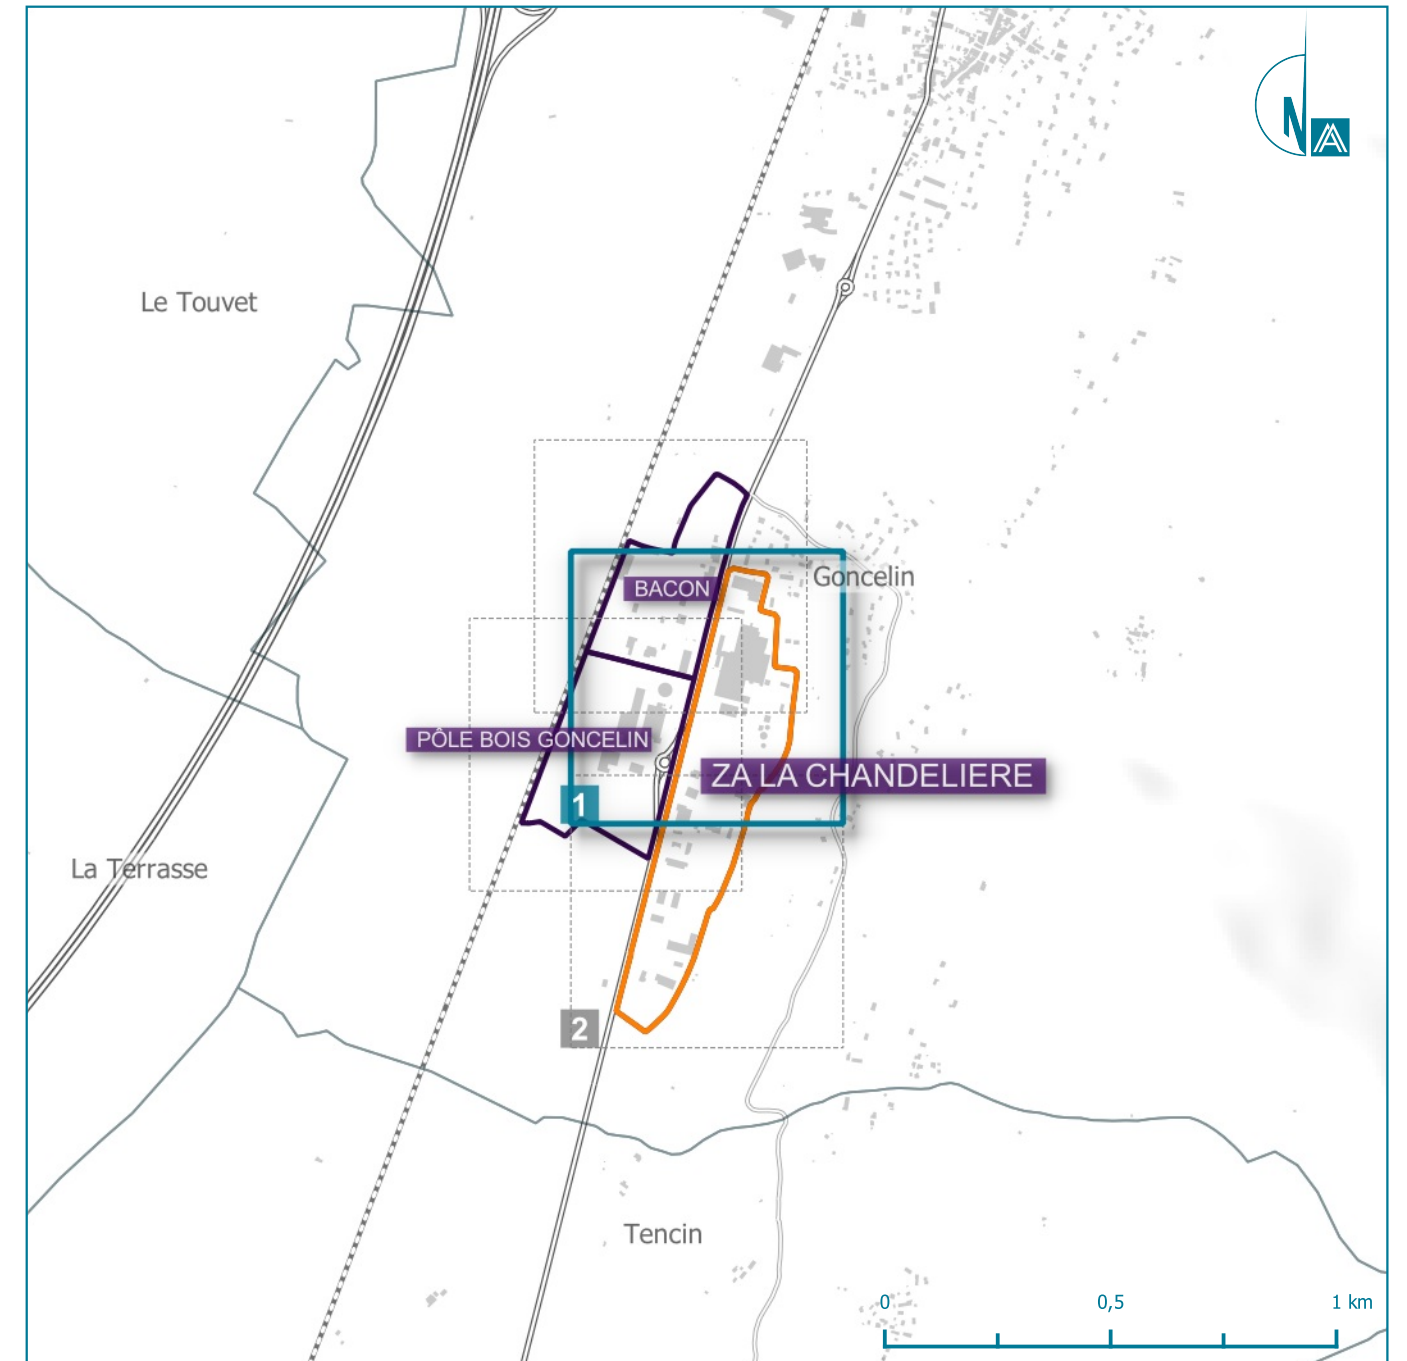 N
Le Touvet
BACON
Goncelin
PÔLE BOIS GONCELIN
ZA LA CHANDELIERE
1
La Terrasse
2
Tencin
0 0,5 1 km